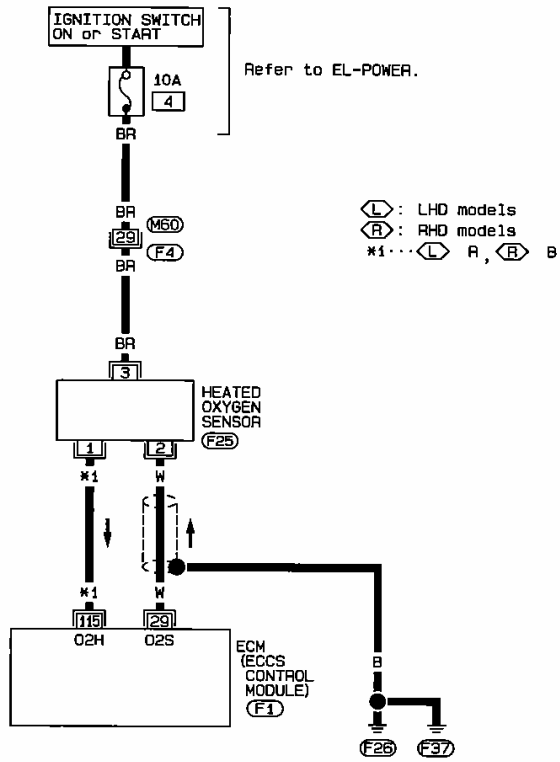 IGNITION SWITCH
ON or START
Refer to EL-POWER.
10A
4
BR
BR
M60
29
F4
BR
L : LHD models
R : RHD models
*1··· L R , R B
BR
3
HEATED
OXYGEN
SENSOR
F25
1 2
*1 W
*1 W
115 29
O2H O2S
ECM
(ECCS
CONTROL
MODULE)
F1
B
F26 F37